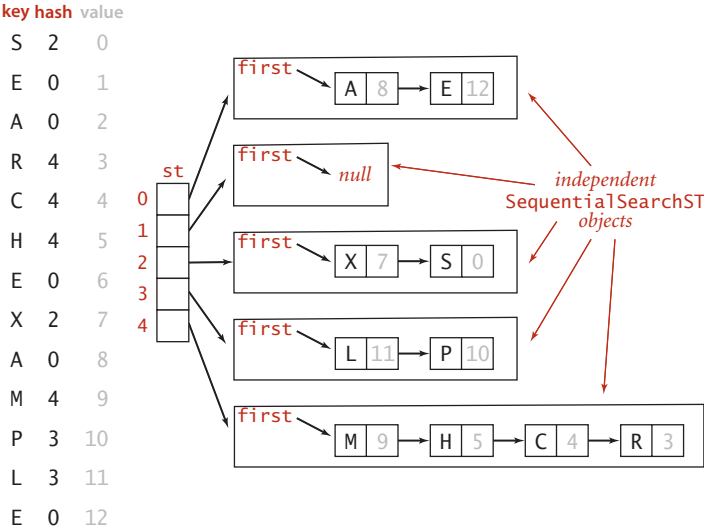 key hash value
S 2 0
E 0 1
A 0 2
R 4 3
C 4 4
H 4 5
E 0 6
X 2 7
A 0 8
M 4 9
P 3 10
L 3 11
E 0 12
st
0
1
2
3
4
first
A 8 E 12
first
null
first
X 7 S 0
first
L 11 P 10
first
M 9 H 5 C 4 R 3
independent
SequentialSearchST
objects